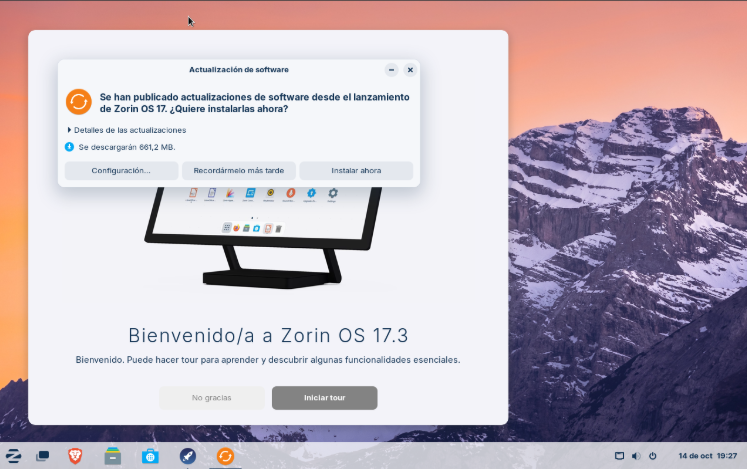 Actualización de software
Se han publicado actualizaciones de software desde el lanzamiento
de Zorin OS 17. ¿Quiere instalarlas ahora?
Detalles de las actualizaciones
Se descargarán 661,2 MB.
Configuración...
Recordármelo más tarde
Instalar ahora
Bienvenido/a a Zorin OS 17.3
Bienvenido. Puede hacer tour para aprender y descubrir algunas funcionalidades esenciales.
No gracias
Iniciar tour
14 de oct 19:27